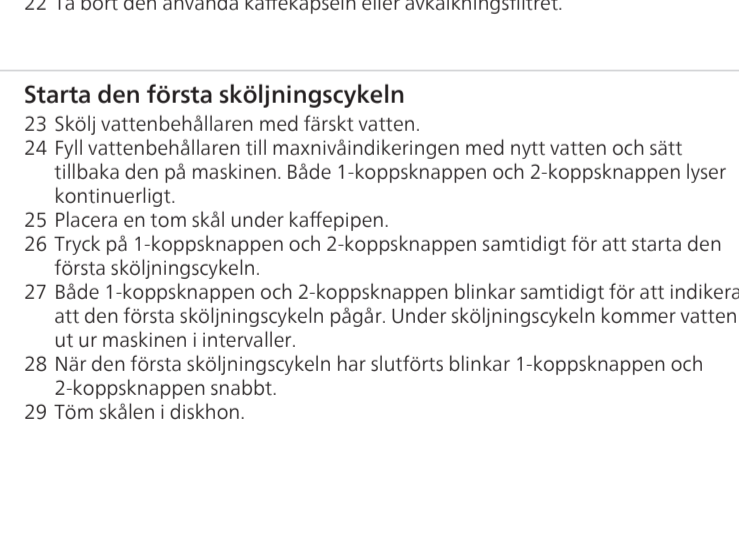 22 Ta bort den använda kaffekapseln eller avkalkningsfiltret.
Starta den första sköljningscykeln
23 Skölj vattenbehållaren med färskt vatten.
24 Fyll vattenbehållaren till maxnivåindikeringen med nytt vatten och sätt
tillbaka den på maskinen. Både 1-koppsknappen och 2-koppsknappen lyser
kontinuerligt.
25 Placera en tom skål under kaffepipen.
26 Tryck på 1-koppsknappen och 2-koppsknappen samtidigt för att starta den
första sköljningscykeln.
27 Både 1-koppsknappen och 2-koppsknappen blinkar samtidigt för att indikera
att den första sköljningscykeln pågår. Under sköljningscykeln kommer vatten
ut ur maskinen i intervaller.
28 När den första sköljningscykeln har slutförts blinkar 1-koppsknappen och
2-koppsknappen snabbt.
29 Töm skålen i diskhon.